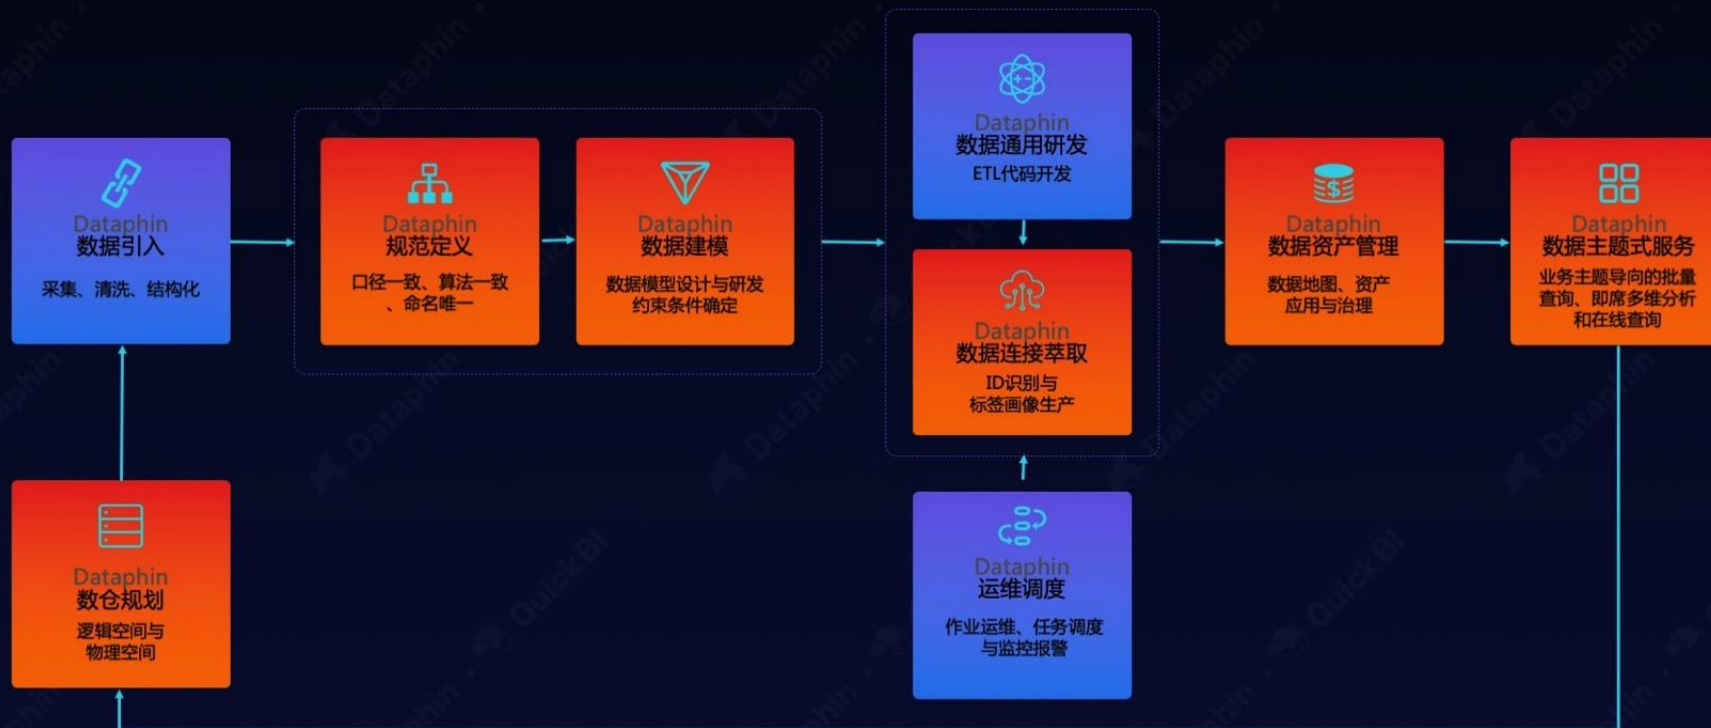 Dataphin
数据引入
采集、清洗、结构化
Dataphin
规范定义
口径一致、算法一致
、命名唯一
Dataphin
数据建模
数据模型设计与研发
约束条件确定
Dataphin
数据通用研发
ETL代码开发
Dataphin
数据连接萃取
ID识别与
标签画像生产
Dataphin
数据资产管理
数据地图、资产
应用与治理
Dataphin
数据主题式服务
业务主题导向的批量
查询、即席多维分析
和在线查询
Dataphin
数仓规划
逻辑空间与
物理空间
Dataphin
运维调度
作业运维、任务调度
与监控报警